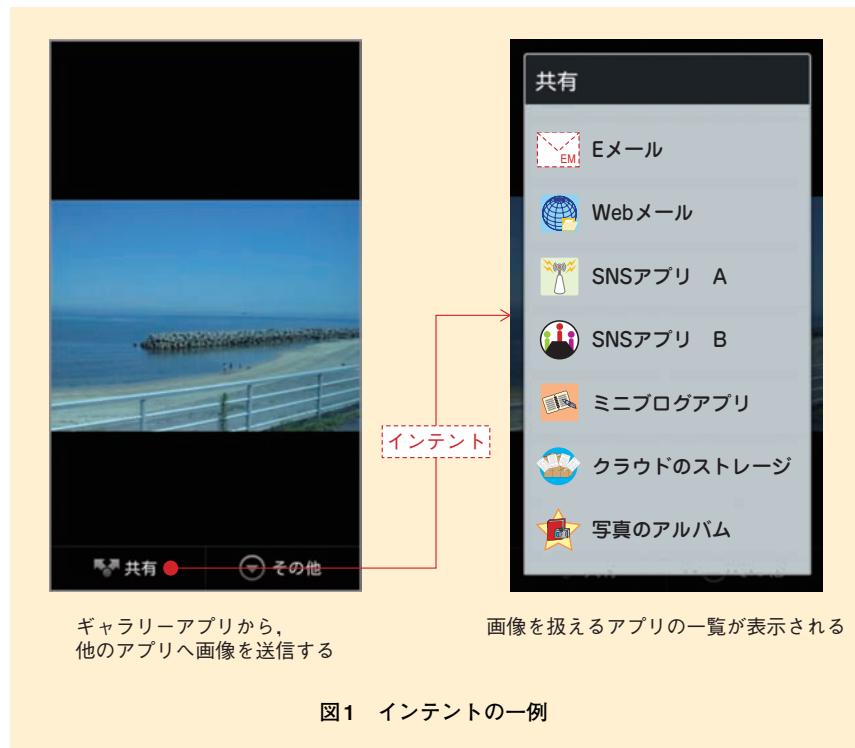 共有
Eメール
EM
Webメール
SNSアプリ　A
SNSアプリ　B
ミニブログアプリ
クラウドのストレージ
写真のアルバム
インテント
共有
その他
ギャラリーアプリから，
他のアプリへ画像を送信する
画像を扱えるアプリの一覧が表示される
図1　インテントの一例